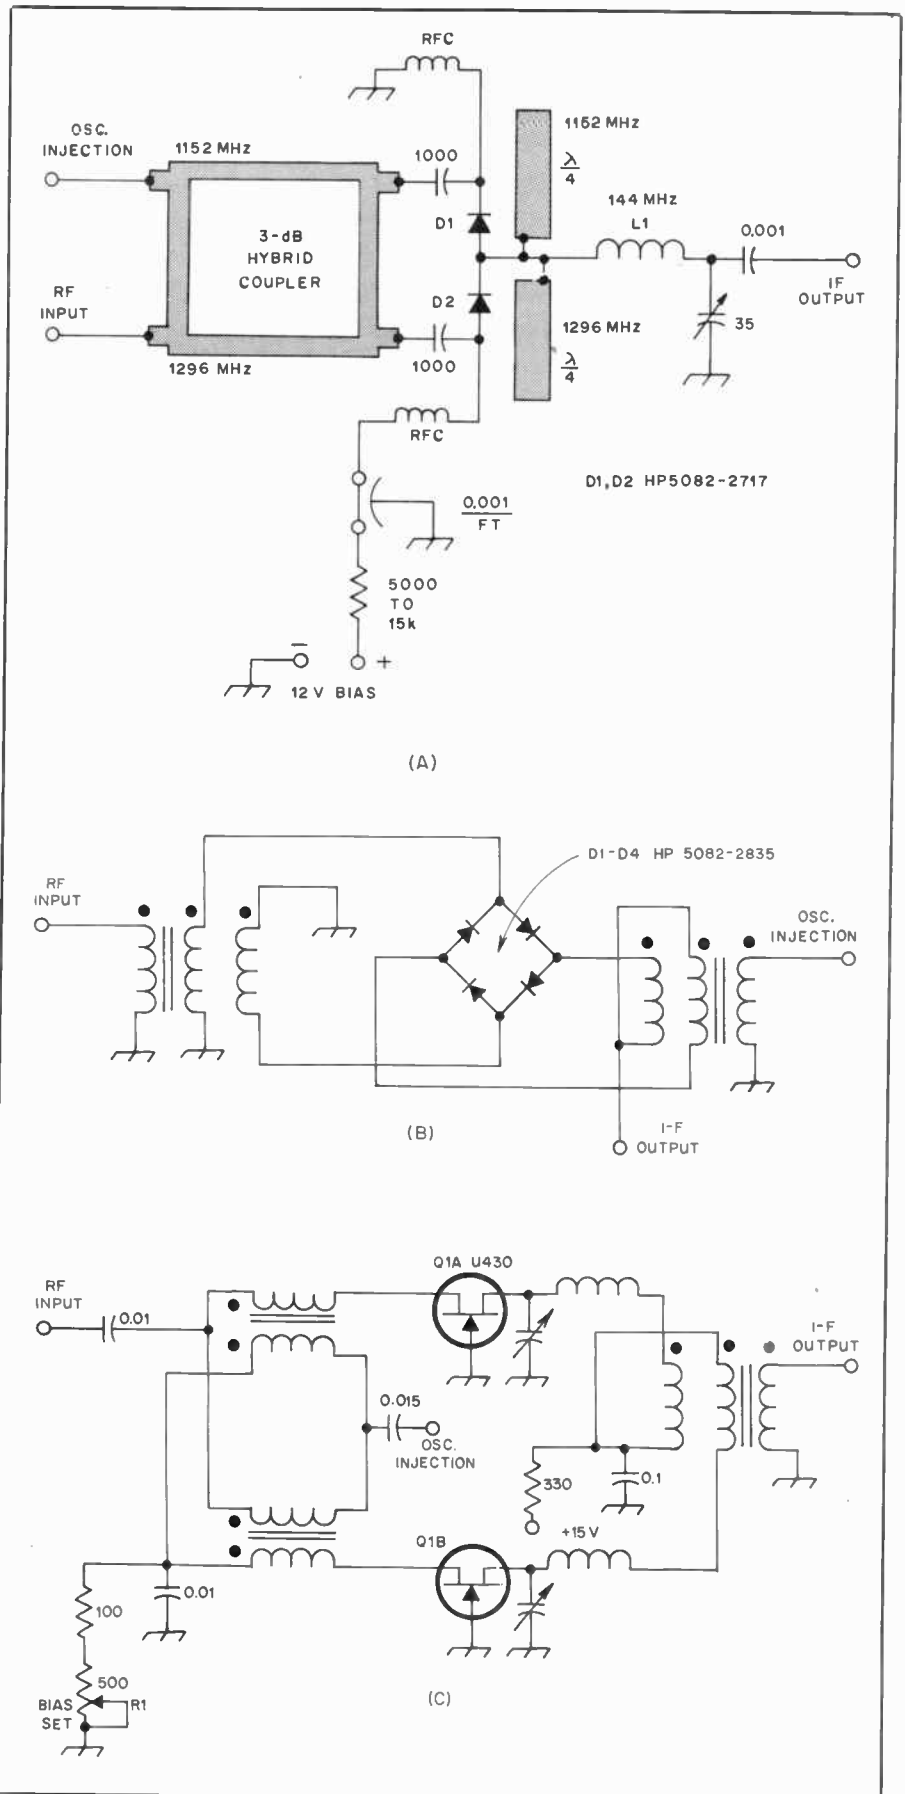 RFC
OSC.
INJECTION
1152 MHz
1000
1152 MHz
λ
4
144 MHz
L1
0.001
D1
3-dB
HYBRID
COUPLER
IF
OUTPUT
RF
INPUT
D2
35
1296 MHz
λ
4
1296 MHz
1000
RFC
D1,D2 HP5082-2717
0.001
FT
5000
TO
15k
– +
12 V BIAS
(A)
D1-D4 HP 5082-2835
RF
INPUT
OSC.
INJECTION
(B)
I-F
OUTPUT
Q1A U430
RF
INPUT
0.01
I-F
OUTPUT
0.015
OSC.
INJECTION
330
0.1
+15 V
Q1B
0.01
100
500
BIAS
SET
R1
(C)